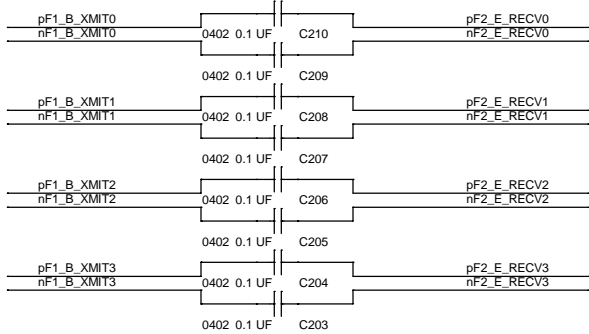 pF1_B_XMIT0 pF2_E_RECV0
nF1_B_XMIT0 0402 0.1 UF C210 nF2_E_RECV0
0402 0.1 UF C209
pF1_B_XMIT1 pF2_E_RECV1
nF1_B_XMIT1 0402 0.1 UF C208 nF2_E_RECV1
0402 0.1 UF C207
pF1_B_XMIT2 pF2_E_RECV2
nF1_B_XMIT2 0402 0.1 UF C206 nF2_E_RECV2
0402 0.1 UF C205
pF1_B_XMIT3 pF2_E_RECV3
nF1_B_XMIT3 0402 0.1 UF C204 nF2_E_RECV3
0402 0.1 UF C203